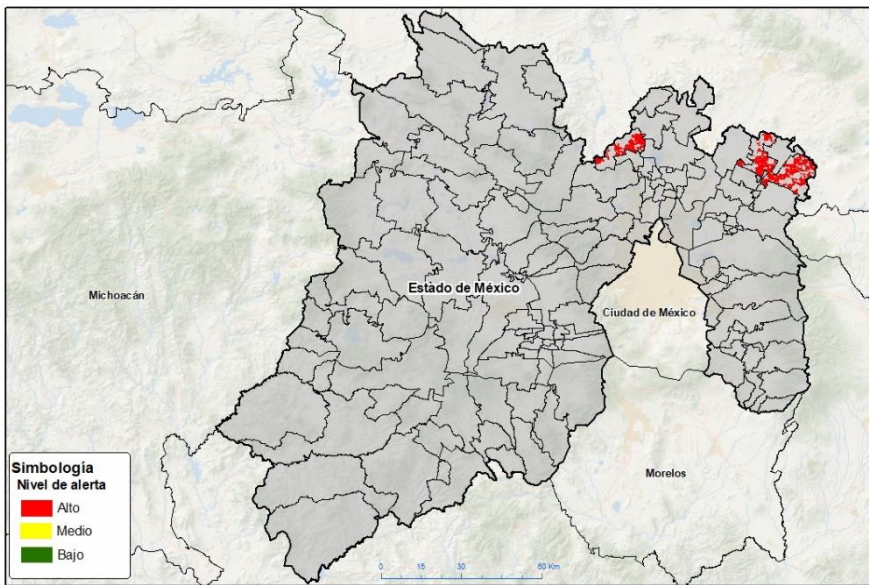 Michoacán
Estado de México
Ciudad de México
Morelos
Simbología
Nivel de alerta
Alto
Medio
Bajo
0 15 30 60 Km